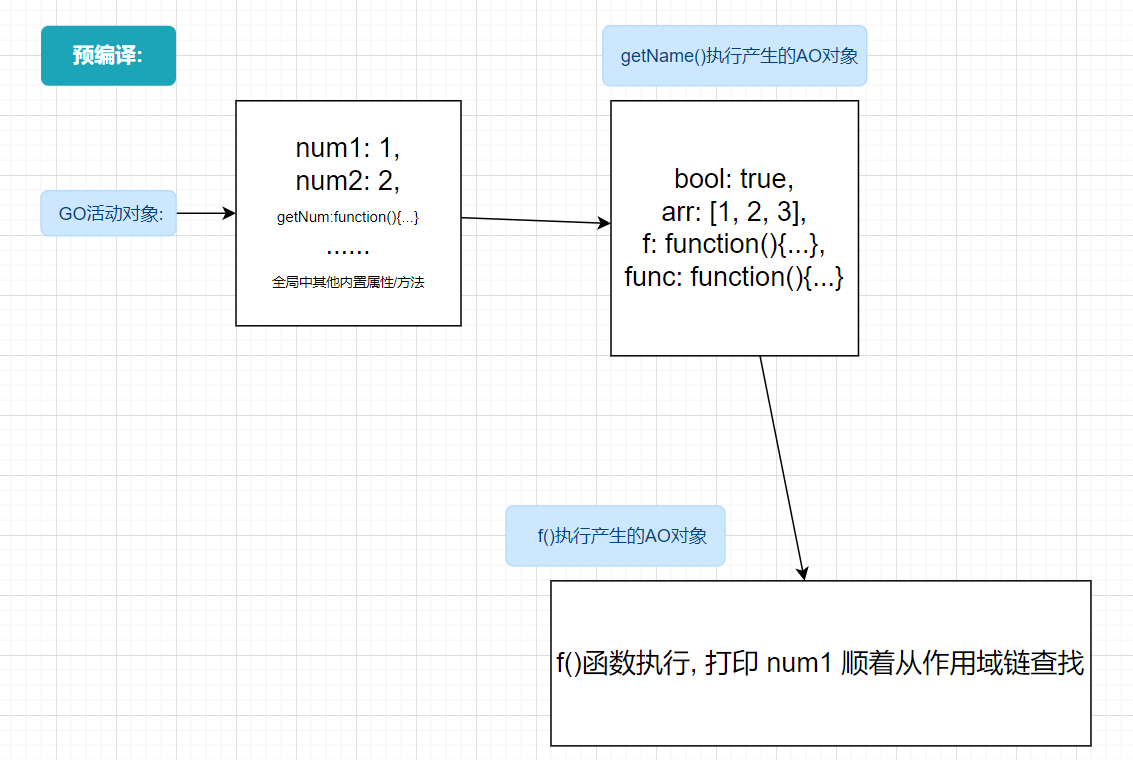 预编译:
getName()执行产生的AO对象
GO活动对象:
num1: 1,
num2: 2,
getNum:function(){...}
......
全局中其他内置属性/方法
bool: true,
arr: [1, 2, 3],
f: function(){...},
func: function(){...}
f()执行产生的AO对象
f()函数执行, 打印 num1 顺着从作用域链查找